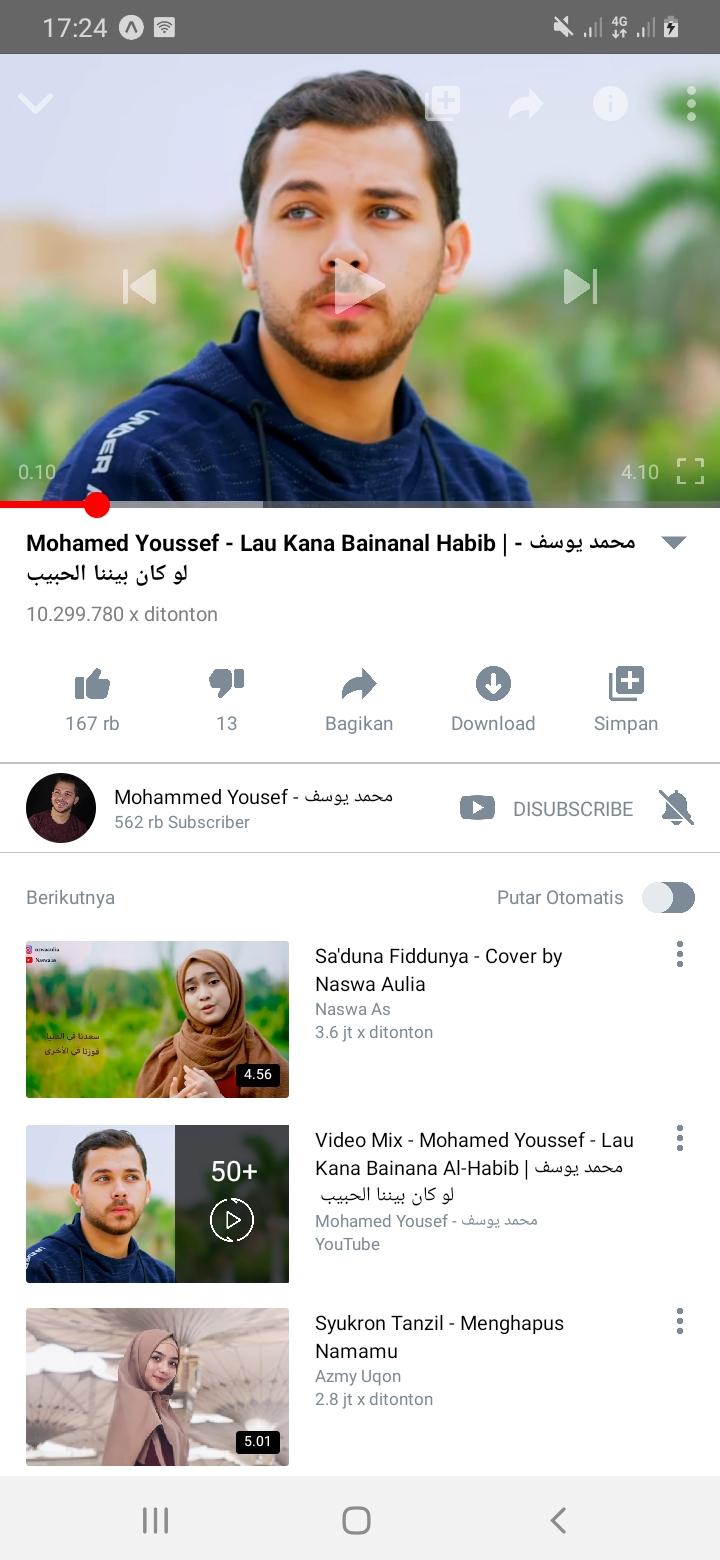 17:24
4G
UNDER A
0.10
4.10
Mohamed Youssef - Lau Kana Bainanal Habib | - محمد يوسف
لو كان بيننا الحبيب
10.299.780 x ditonton
167 rb
13
Bagikan
Download
Simpan
Mohammed Yousef - محمد يوسف
562 rb Subscriber
DISUBSCRIBE
Berikutnya
Putar Otomatis
naswaaulia
Naswa as
سعدنا في الدنيا
فوزنا في الأخرى
4.56
Sa'duna Fiddunya - Cover by
Naswa Aulia
Naswa As
3.6 jt x ditonton
50+
Video Mix - Mohamed Youssef - Lau
Kana Bainana Al-Habib | محمد يوسف
لو كان بيننا الحبيب
Mohamed Yousef - محمد يوسف
YouTube
5.01
Syukron Tanzil - Menghapus
Namamu
Azmy Uqon
2.8 jt x ditonton